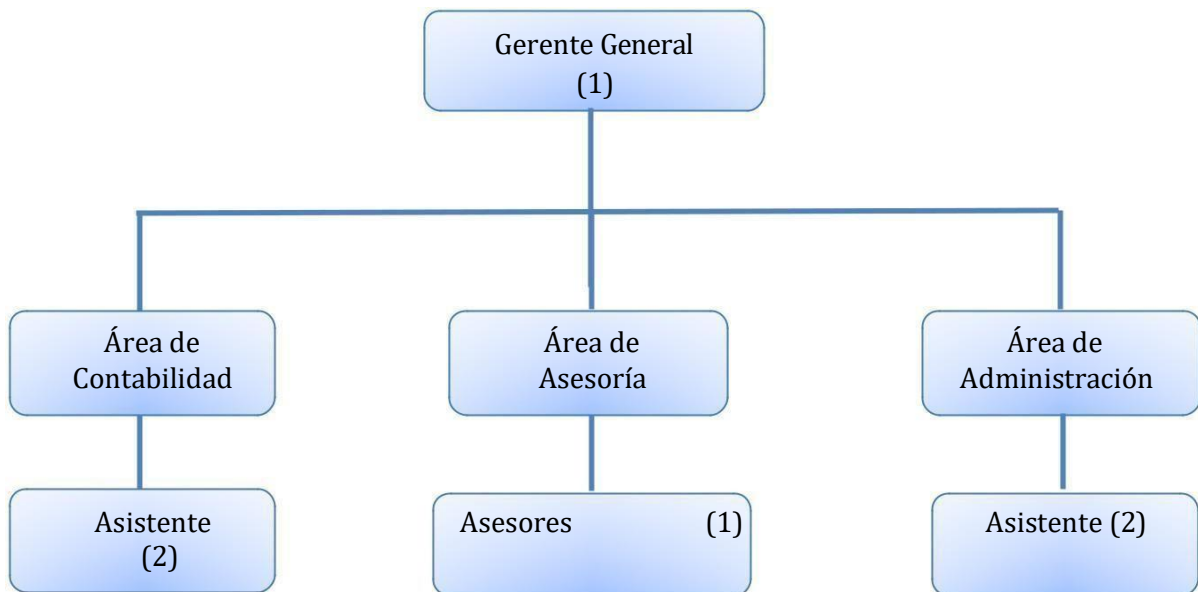 Gerente General
(1)
Área de
Contabilidad
Área de
Asesoría
Área de
Administración
Asistente
(2)
Asesores (1)
Asistente (2)